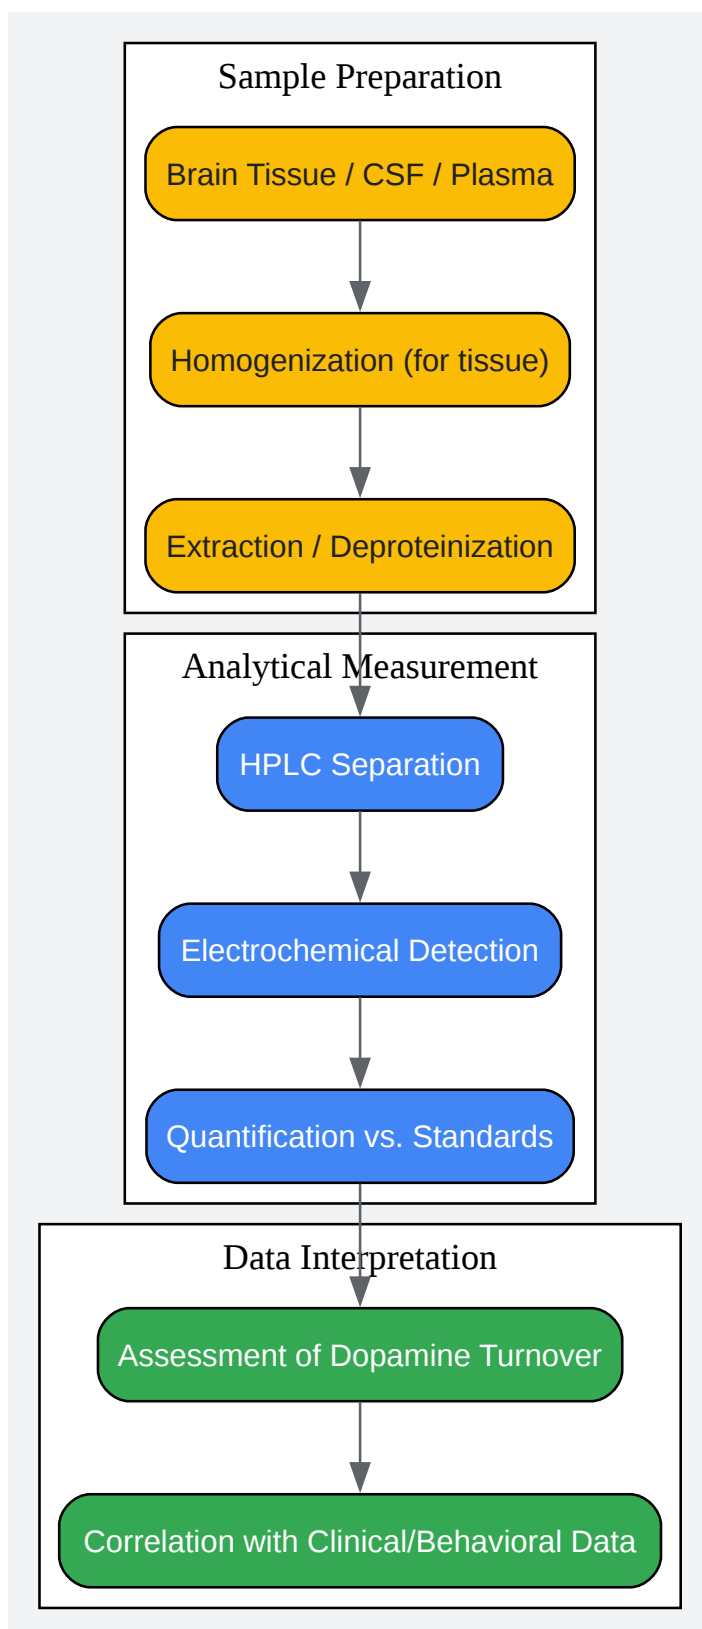 Sample Preparation
Brain Tissue / CSF / Plasma
Homogenization (for tissue)
Extraction / Deproteinization
Analytical Measurement
HPLC Separation
Electrochemical Detection
Quantification vs. Standards
Data Interpretation
Assessment of Dopamine Turnover
Correlation with Clinical/Behavioral Data